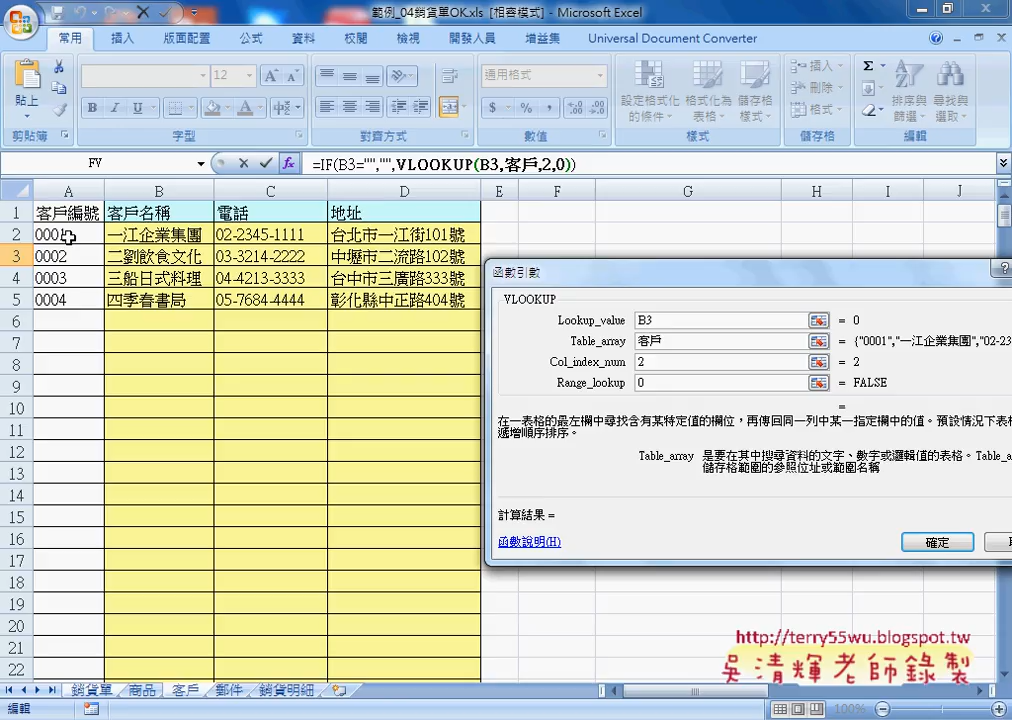 範例_04銷貨單OK.xls [相容模式] - Microsoft Excel
常用 插入 版面配置 公式 資料 校閱 檢視 開發人員 增益集 Universal Document Converter
貼上 12 通用格式 設定格式化的條件 格式化為表格 儲存格樣式 插入 刪除 格式 排序與篩選 尋找與選取
剪貼簿 字型 對齊方式 數值 樣式 儲存格 編輯
FV =IF(B3="","",VLOOKUP(B3,客戶,2,0))
A B C D E F G H I J
1 客戶編號 客戶名稱 電話 地址
2 000 一江企業集團 02-2345-1111 台北市一江街101號
3 0002 二劉飲食文化 03-3214-2222 中壢市二流路102號
4 0003 三船日式料理 04-4213-3333 台中市三廣路333號
5 0004 四季春書局 05-7684-4444 彰化縣中正路404號
6
7
8
9
10
11
12
13
14
15
16
17
18
19
20
21
22
函數引數
VLOOKUP
Lookup_value B3 = 0
Table_array 客戶 = {"0001","一江企業集團","02-23
Col_index_num 2 = 2
Range_lookup 0 = FALSE
=
在一表格的最左欄中尋找含有某特定值的欄位，再傳回同一列中某一指定欄中的值。預設情況下表格
遞增順序排序。
Table_array 是要在其中搜尋資料的文字、數字或邏輯值的表格。Table_a
儲存格範圍的參照位址或範圍名稱
計算結果 =
函數說明(H) 確定
http://terry55wu.blogspot.tw
吳清輝老師錄製
銷貨單 商品 客戶 郵件 銷貨明細
編輯 100%